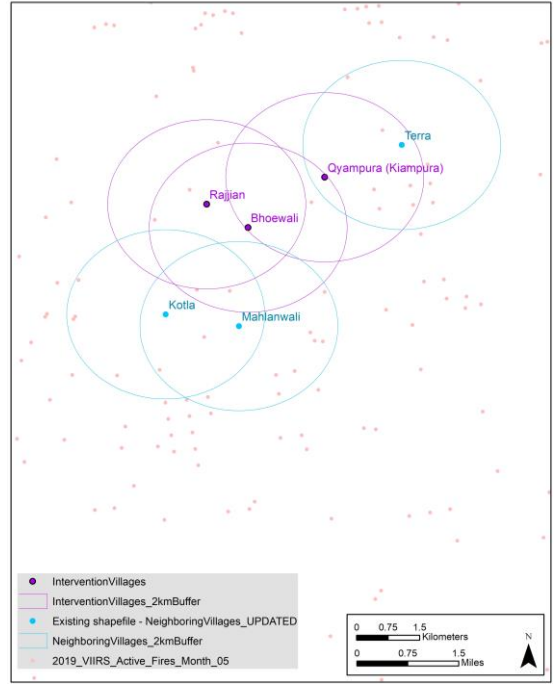 Terra
Qyampura (Kiampura)
Rajjian
Bhoewali
Kotla
Mahlanwali
InterventionVillages
InterventionVillages_2kmBuffer
Existing shapefile - NeighboringVillages_UPDATED
NeighboringVillages_2kmBuffer
2019_VIIRS_Active_Fires_Month_05
0 0.75 1.5
Kilometers
0 0.75 1.5
Miles
N